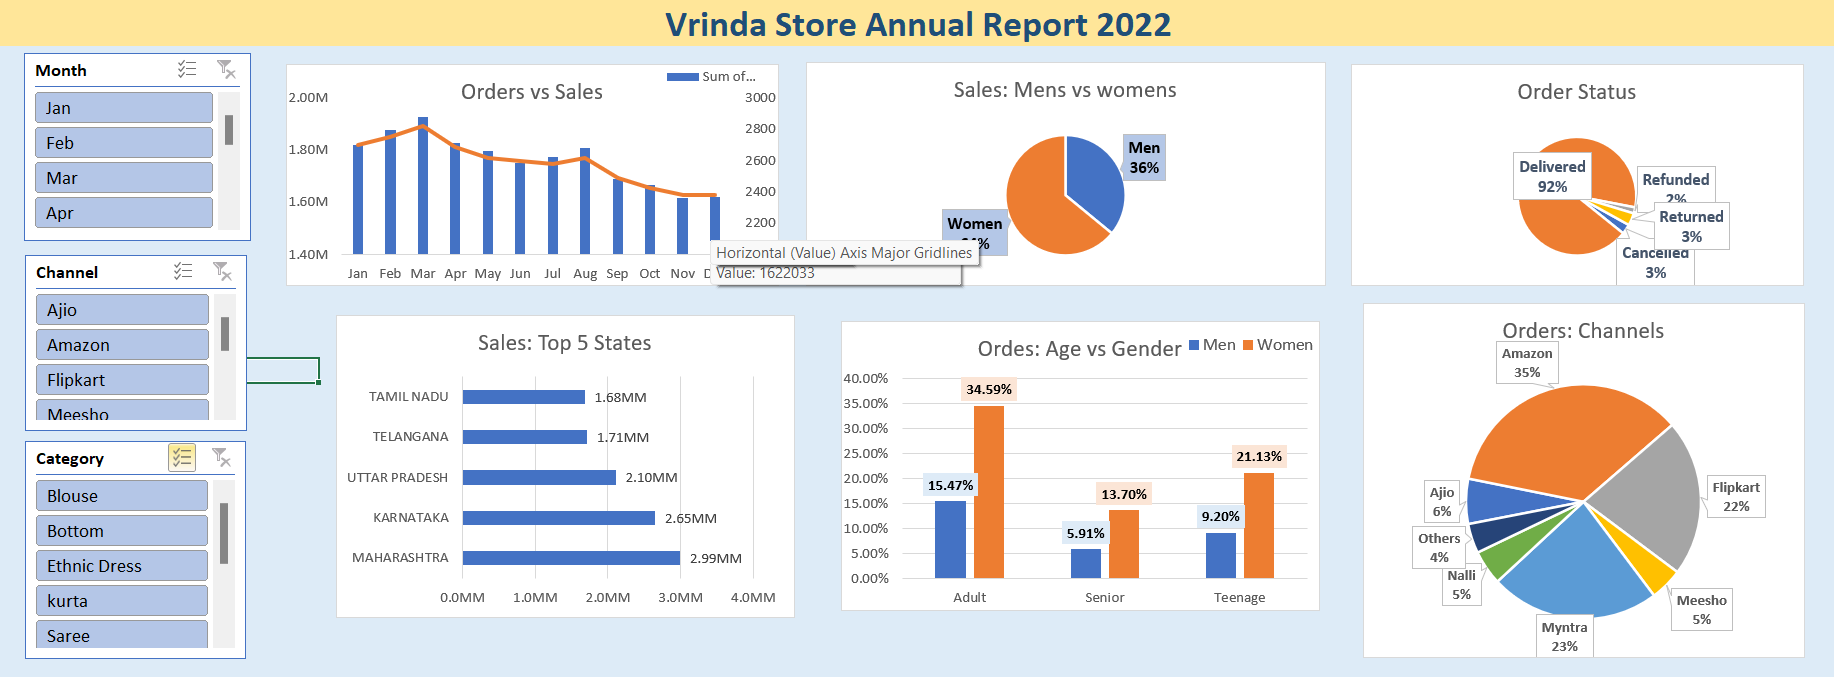 Vrinda Store Annual Report 2022
Month
Jan
Feb
Mar
Apr
Channel
Ajio
Amazon
Flipkart
Meesho
Category
Blouse
Bottom
Ethnic Dress
kurta
Saree
Orders vs Sales
Sum of...
2.00M
1.80M
1.60M
1.40M
3000
2800
2600
2400
2200
Jan Feb Mar Apr May Jun Jul Aug Sep Oct Nov
Horizontal (Value) Axis Major Gridlines
Value: 1622033
Sales: Mens vs womens
Men
36%
Women
Order Status
Delivered
92%
Refunded
2%
Returned
3%
Cancelled
3%
Sales: Top 5 States
TAMIL NADU 1.68MM
TELANGANA 1.71MM
UTTAR PRADESH 2.10MM
KARNATAKA 2.65MM
MAHARASHTRA 2.99MM
0.0MM 1.0MM 2.0MM 3.0MM 4.0MM
Ordes: Age vs Gender
Men Women
40.00%
35.00%
30.00%
25.00%
20.00%
15.00%
10.00%
5.00%
0.00%
15.47%
34.59%
5.91%
13.70%
9.20%
21.13%
Adult Senior Teenage
Orders: Channels
Amazon
35%
Flipkart
22%
Ajio
6%
Others
4%
Nalli
5%
Meesho
5%
Myntra
23%